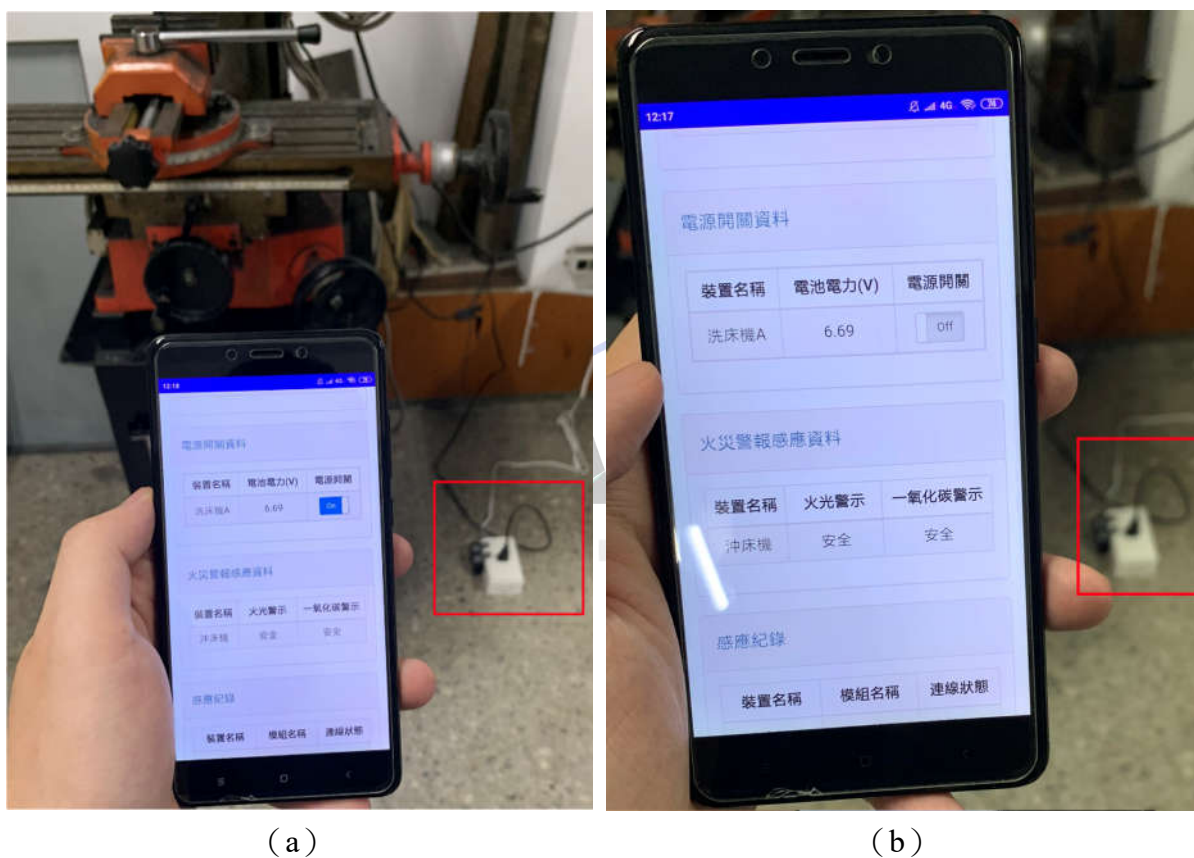 12:18
4G
電源開關資料
裝置名稱 電池電力(V) 電源開關
洗床機A 6.69 On
火災警報感應資料
裝置名稱 火光警示 一氧化碳警示
沖床機 安全 安全
感應紀錄
裝置名稱 模組名稱 連線狀態
(a)
12:17
4G 74
電源開關資料
裝置名稱 電池電力(V) 電源開關
洗床機A 6.69 Off
火災警報感應資料
裝置名稱 火光警示 一氧化碳警示
沖床機 安全 安全
感應紀錄
裝置名稱 模組名稱 連線狀態
(b)